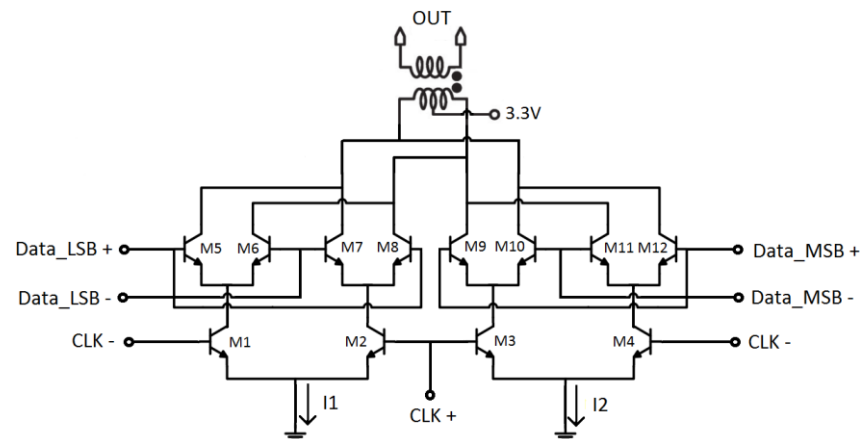 OUT
3.3V
Data_LSB + M5 M6 M7 M8 M9 M10 M11 M12 Data_MSB +
Data_LSB - Data_MSB -
CLK - M1 M2 M3 M4 CLK -
I1 CLK + I2